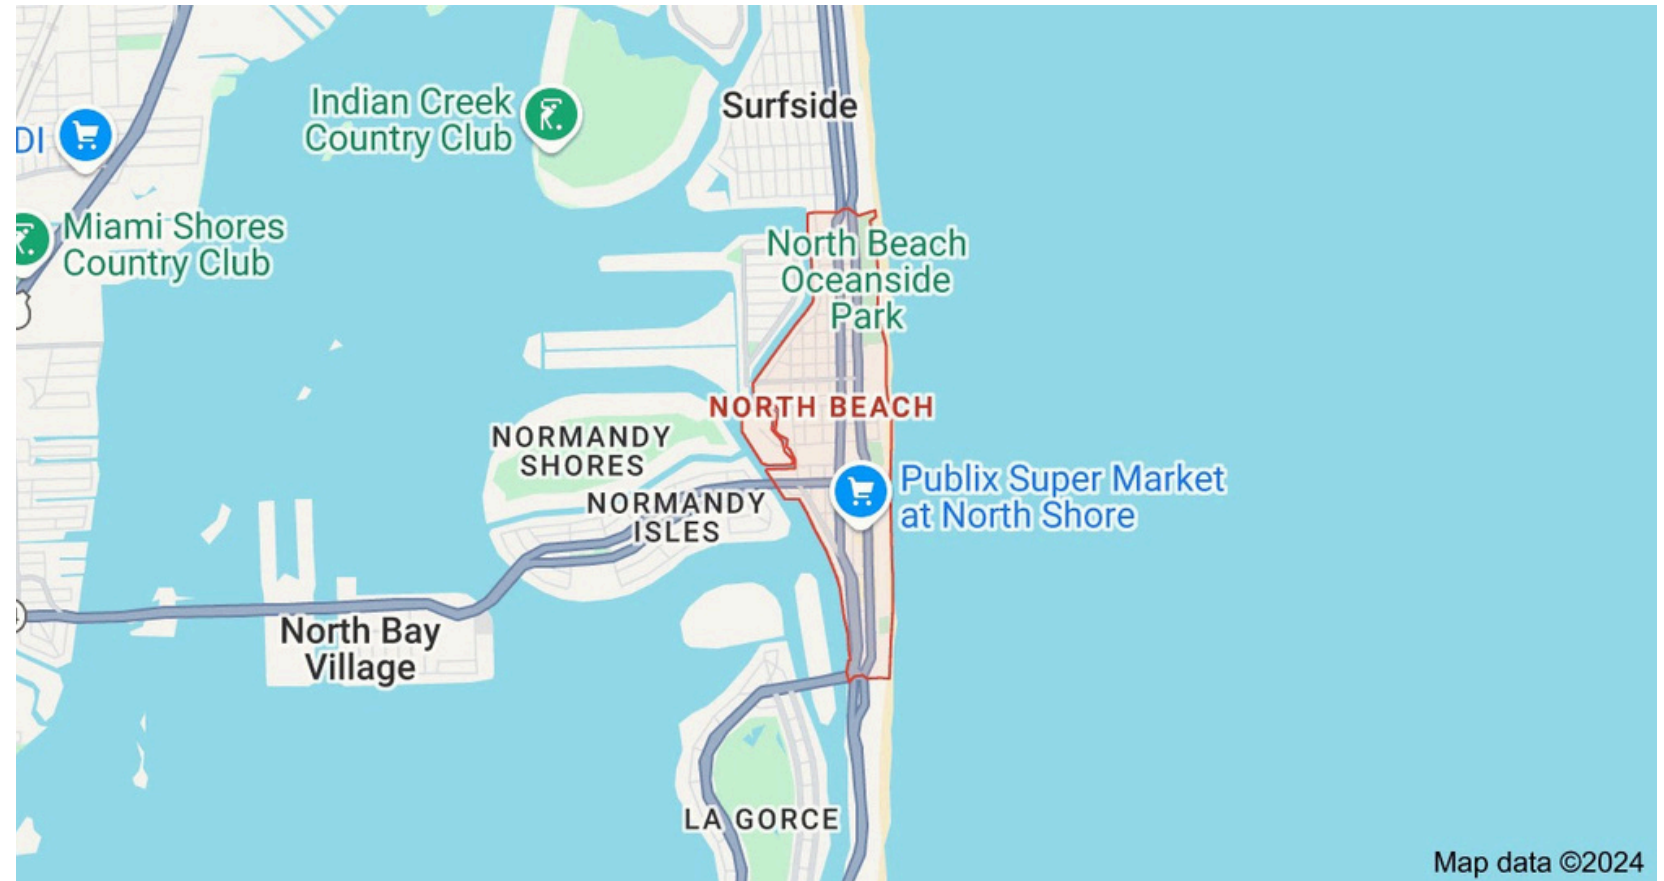 Indian Creek
Country Club
Surfside
DI
Miami Shores
Country Club
North Beach
Oceanside
Park
NORTH BEACH
NORMANDY
SHORES
NORMANDY
ISLES
Publix Super Market
at North Shore
North Bay
Village
LA GORCE
Map data ©2024